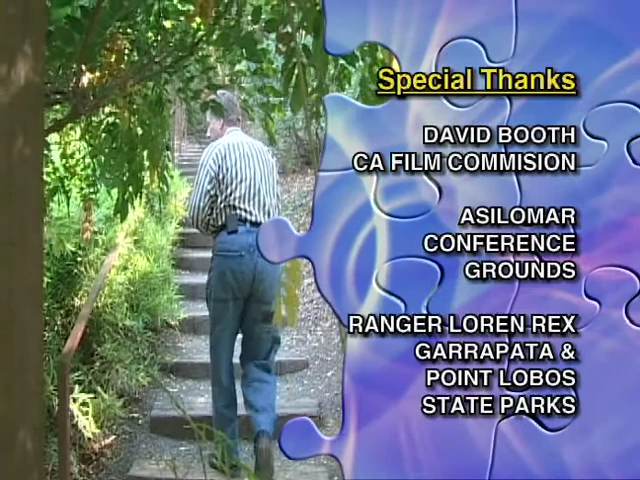 Special Thanks
DAVID BOOTH
CA FILM COMMISION
ASILOMAR
CONFERENCE
GROUNDS
RANGER LOREN REX
GARRAPATA &
POINT LOBOS
STATE PARKS